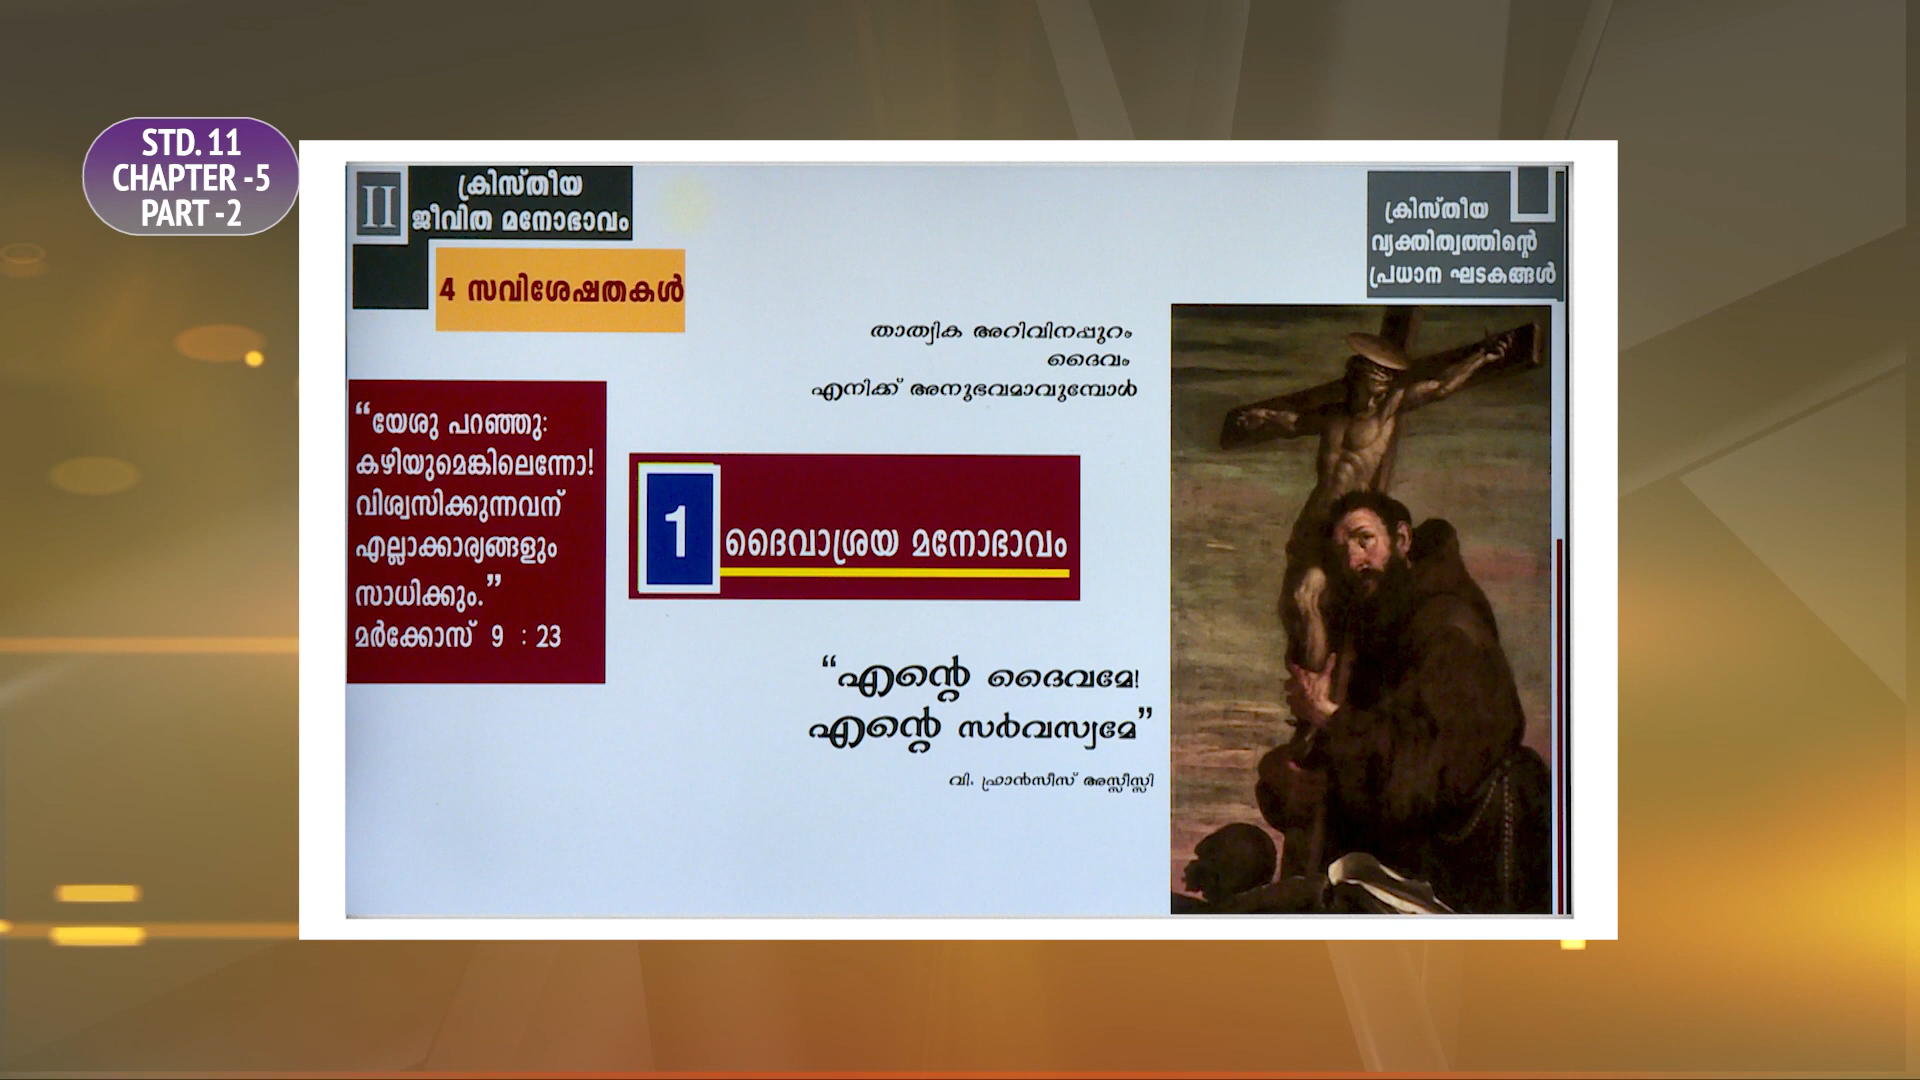 STD. 11
CHAPTER -5
PART -2
II
ക്രിസ്തീയ
ജീവിത മനോഭാവം
4 സവിശേഷതകൾ
ക്രിസ്തീയ
വ്യക്തിത്വത്തിന്റെ
പ്രധാന ഘടകങ്ങൾ
താത്വിക അറിവിനപ്പുറം
ദൈവം
എനിക്ക് അനുഭവമാവുമ്പോൾ
“യേശു പറഞ്ഞു:
കഴിയുമെങ്കിലെന്നോ!
വിശ്വസിക്കുന്നവന്
എല്ലാക്കാര്യങ്ങളും
സാധിക്കും.”
മർക്കോസ് 9 : 23
1
ദൈവാശ്രയ മനോഭാവം
“എന്റെ ദൈവമേ!
എന്റെ സർവസ്വമേ”
വി. ഫ്രാൻസീസ് അസ്സീസ്സി